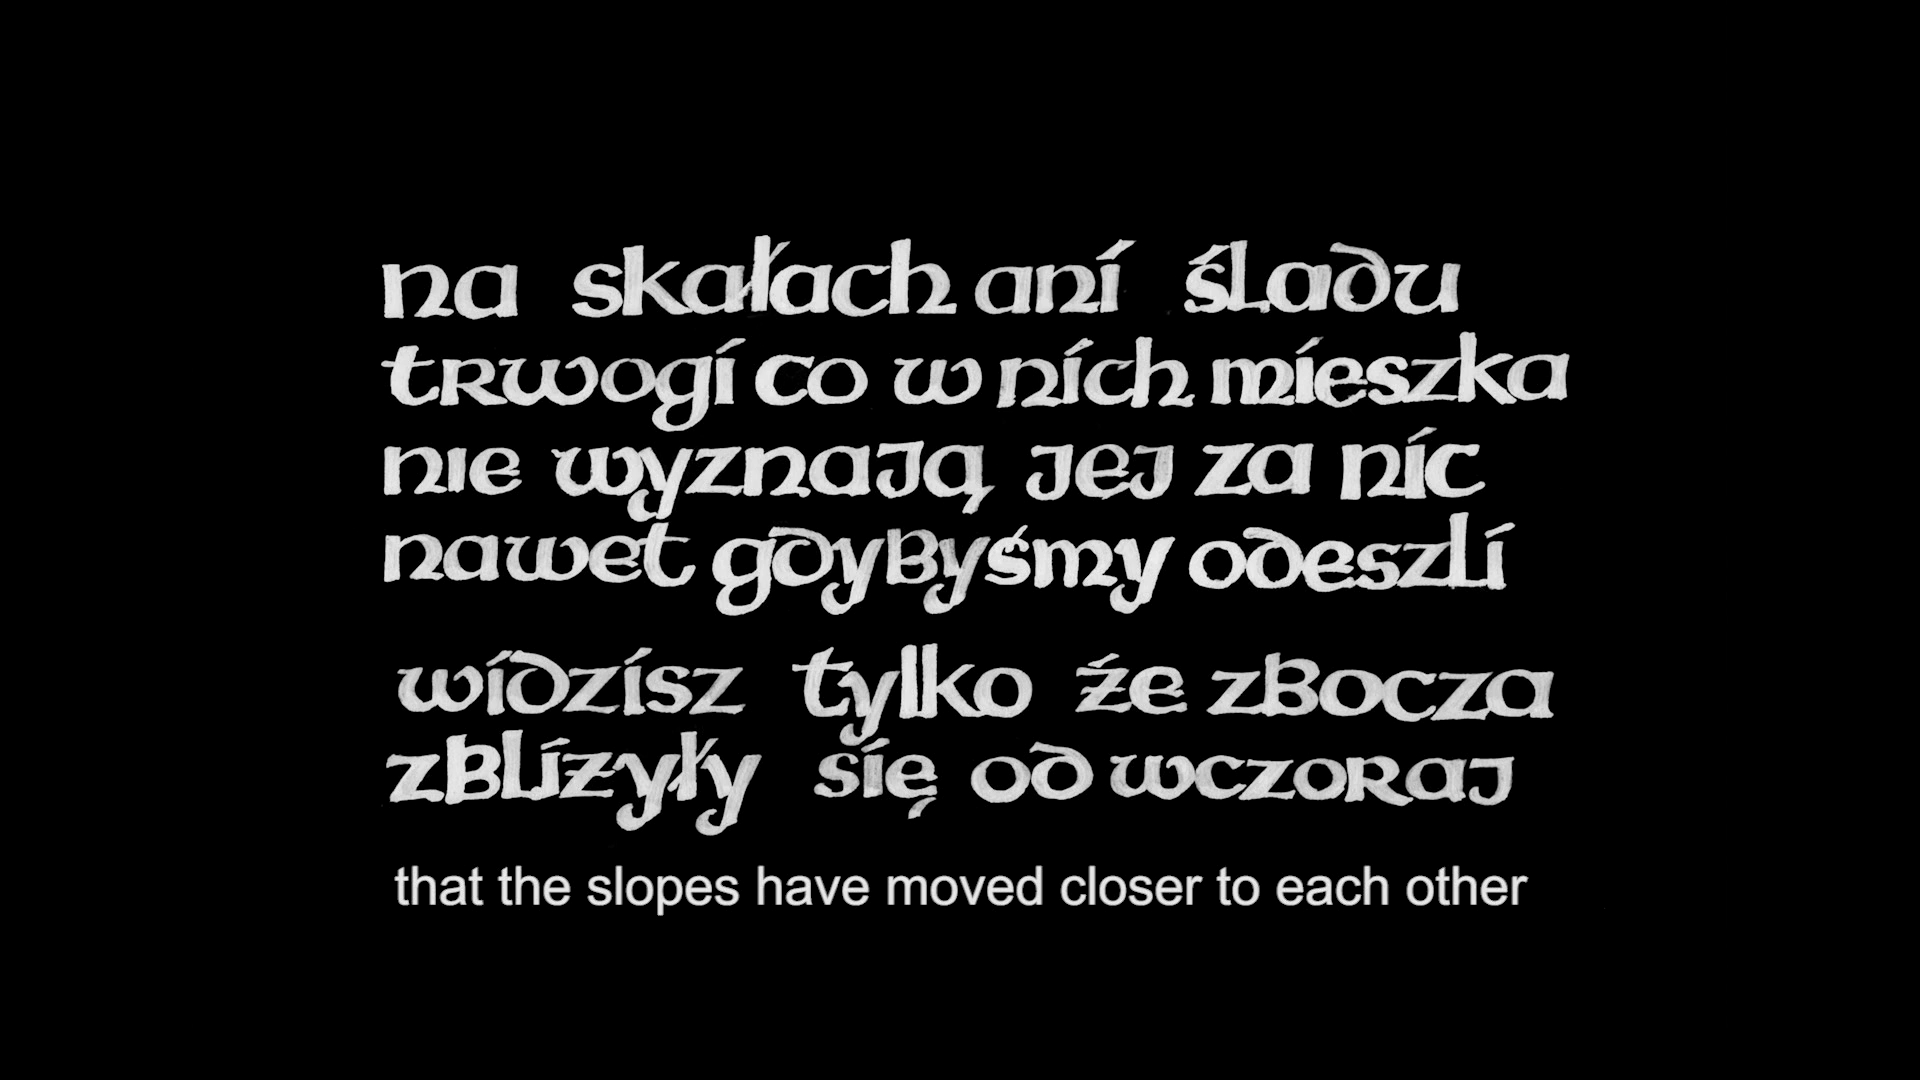 na skałach ani śladu
trwogi co w nich mieszka
nie wyznają jej za nic
nawet gdybyśmy odeszli
widzisz tylko że zbocza
zbliżyły się od wczoraj
that the slopes have moved closer to each other